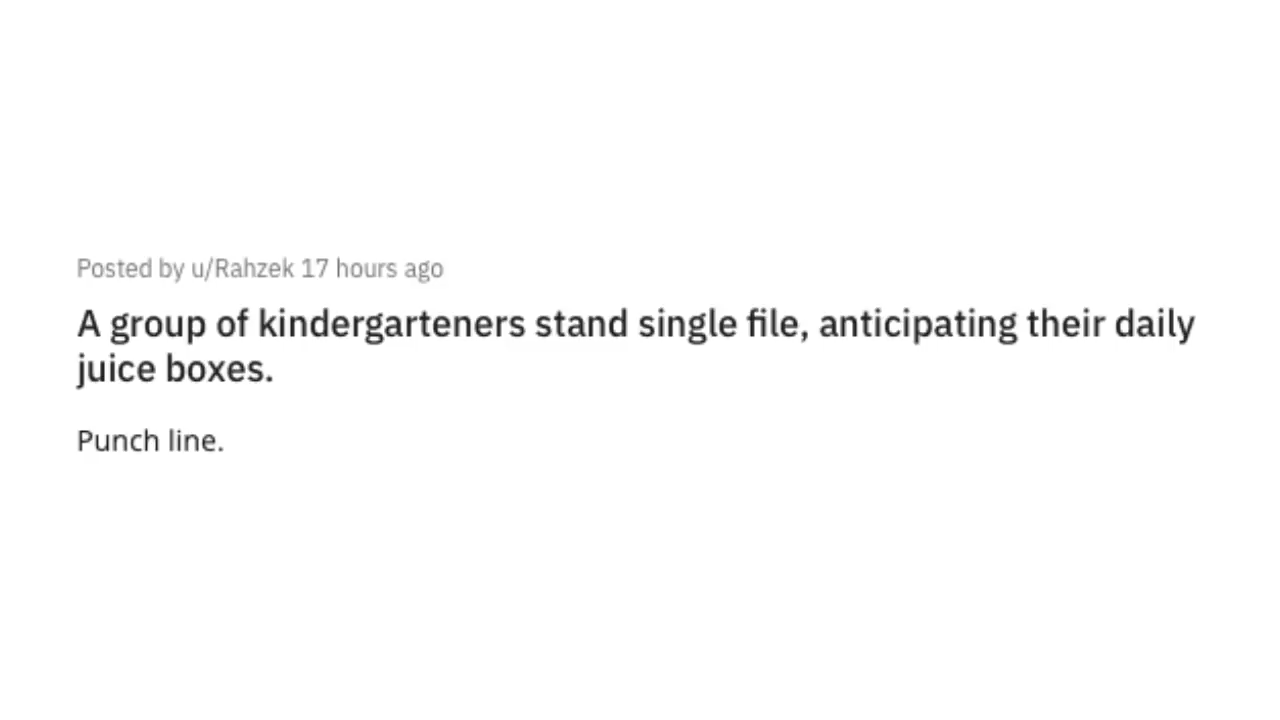 Posted by u/Rahzek 17 hours ago
A group of kindergarteners stand single file, anticipating their daily
juice boxes.
Punch line.